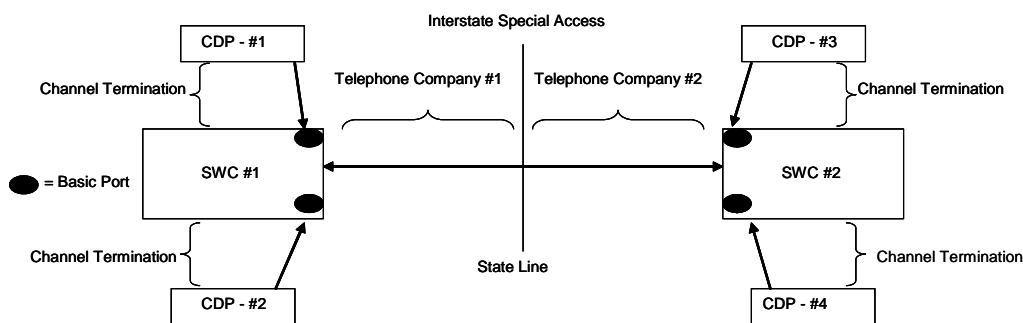 Interstate Special Access
CDP - #1
CDP - #3
Telephone Company #1
Telephone Company #2
Channel Termination
Channel Termination
SWC #1
SWC #2
= Basic Port
Channel Termination
Channel Termination
State Line
CDP - #2
CDP - #4